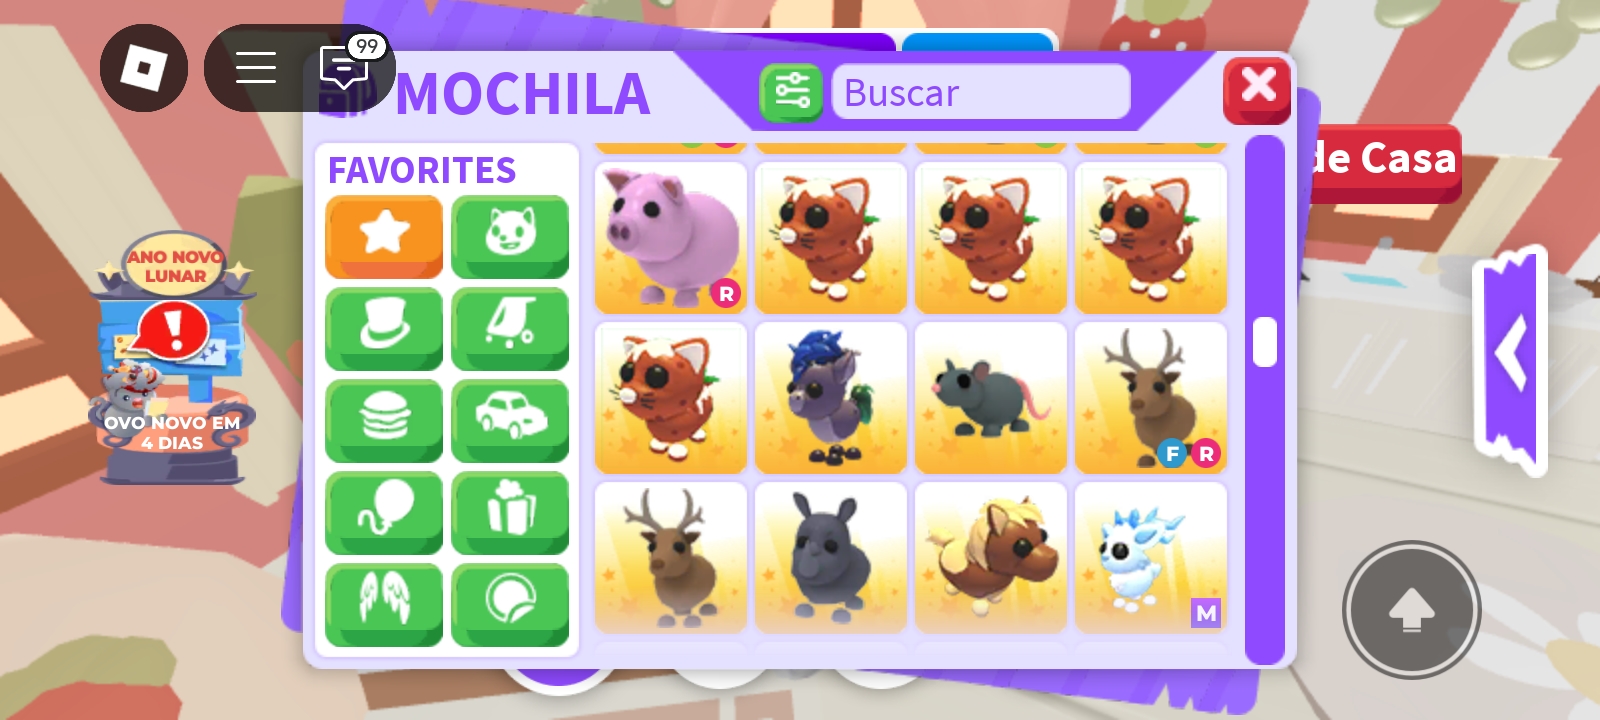 99
MOCHILA
Buscar
FAVORITES
de Casa
R
ANO NOVO
LUNAR
!
OVO NOVO EM
4 DIAS
F R
M